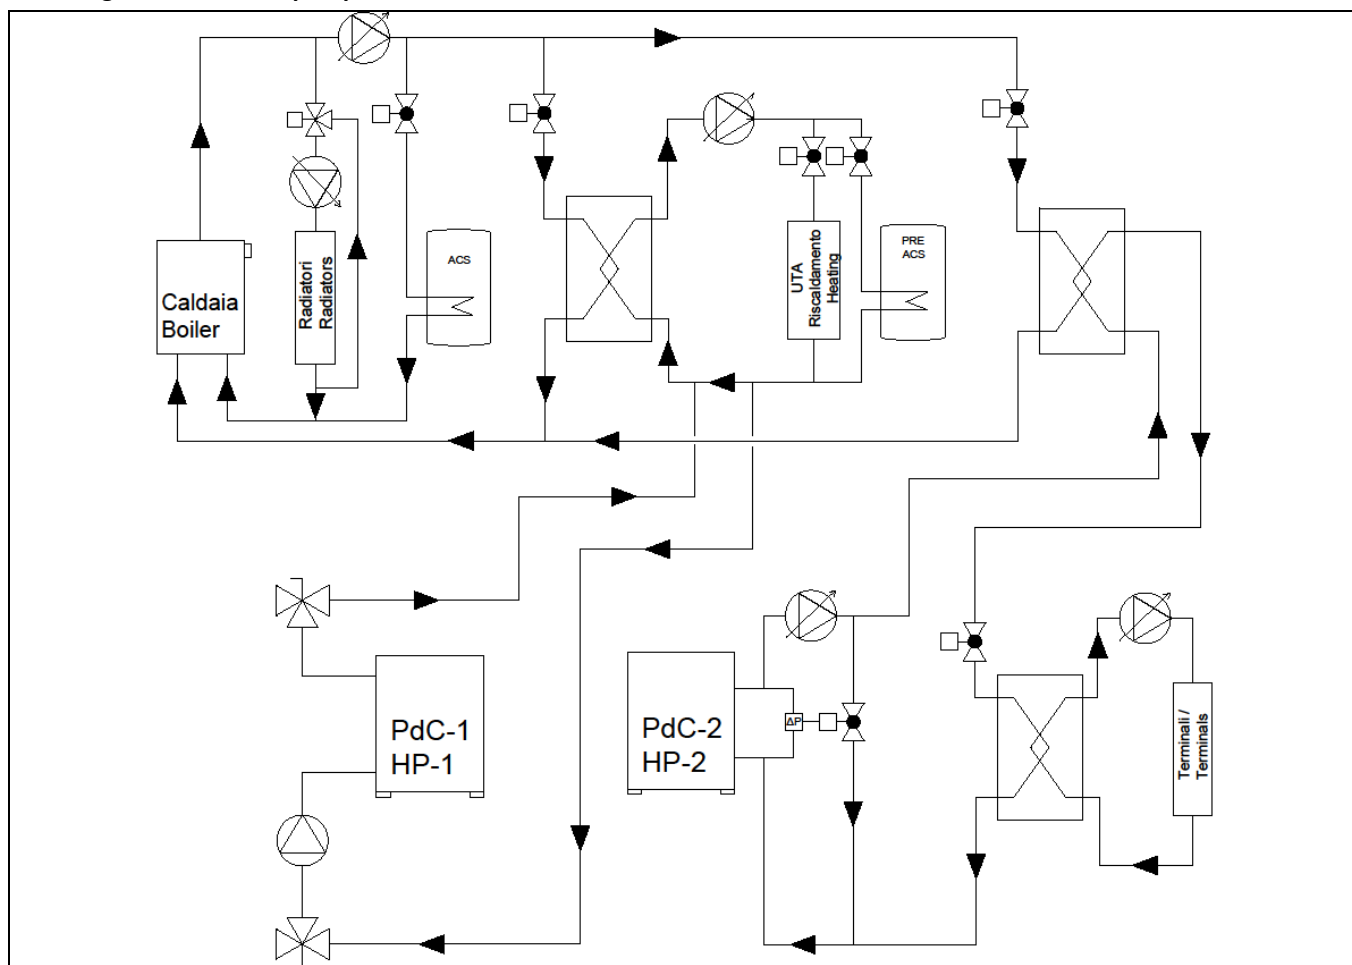 ACS
PRE
ACS
UTA
Riscaldamento
Heating
Radiatori
Radiators
Caldaia
Boiler
PdC-1
HP-1
PdC-2
HP-2
ΔP
Terminali /
Terminals